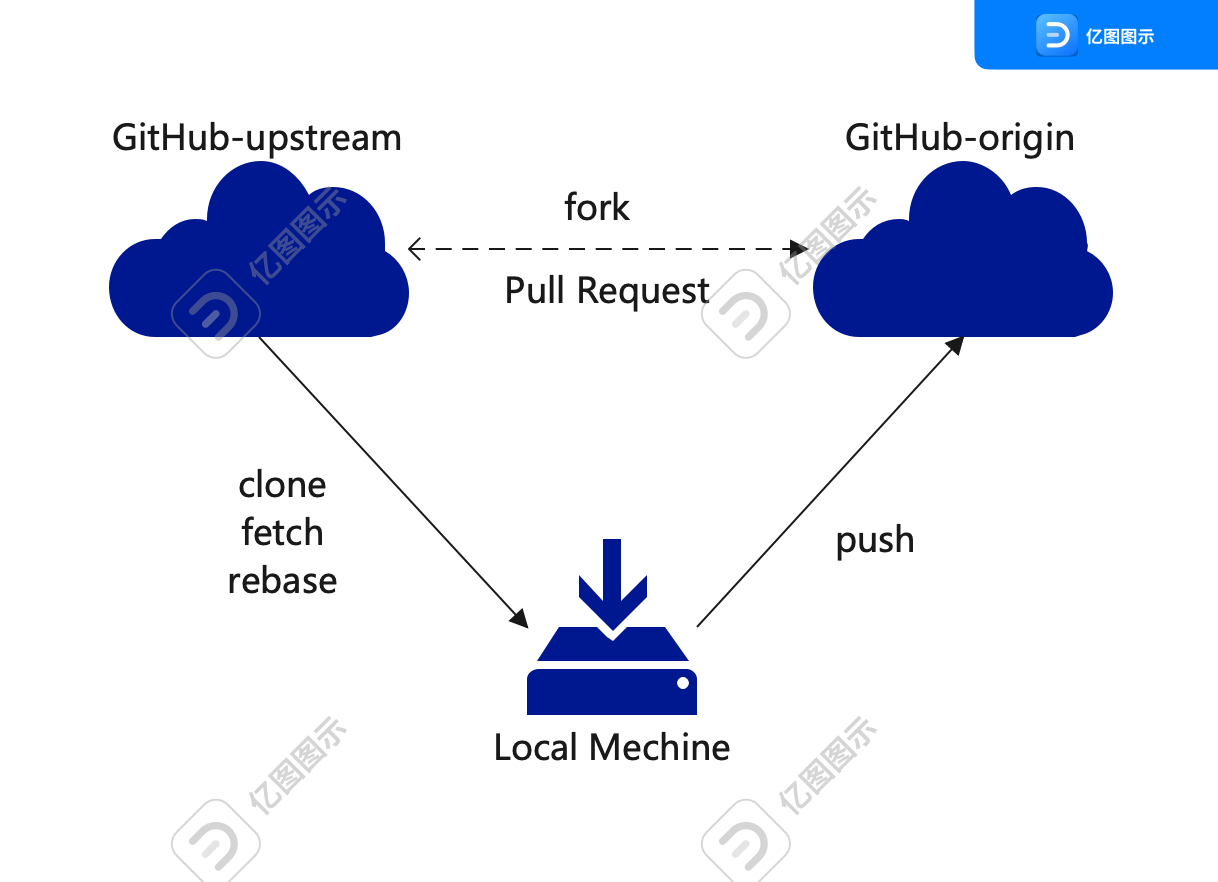 亿图图示
GitHub-upstream
GitHub-origin
fork
Pull Request
亿图图示
亿图图示
clone
fetch
rebase
push
Local Mechine
亿图图示
亿图图示